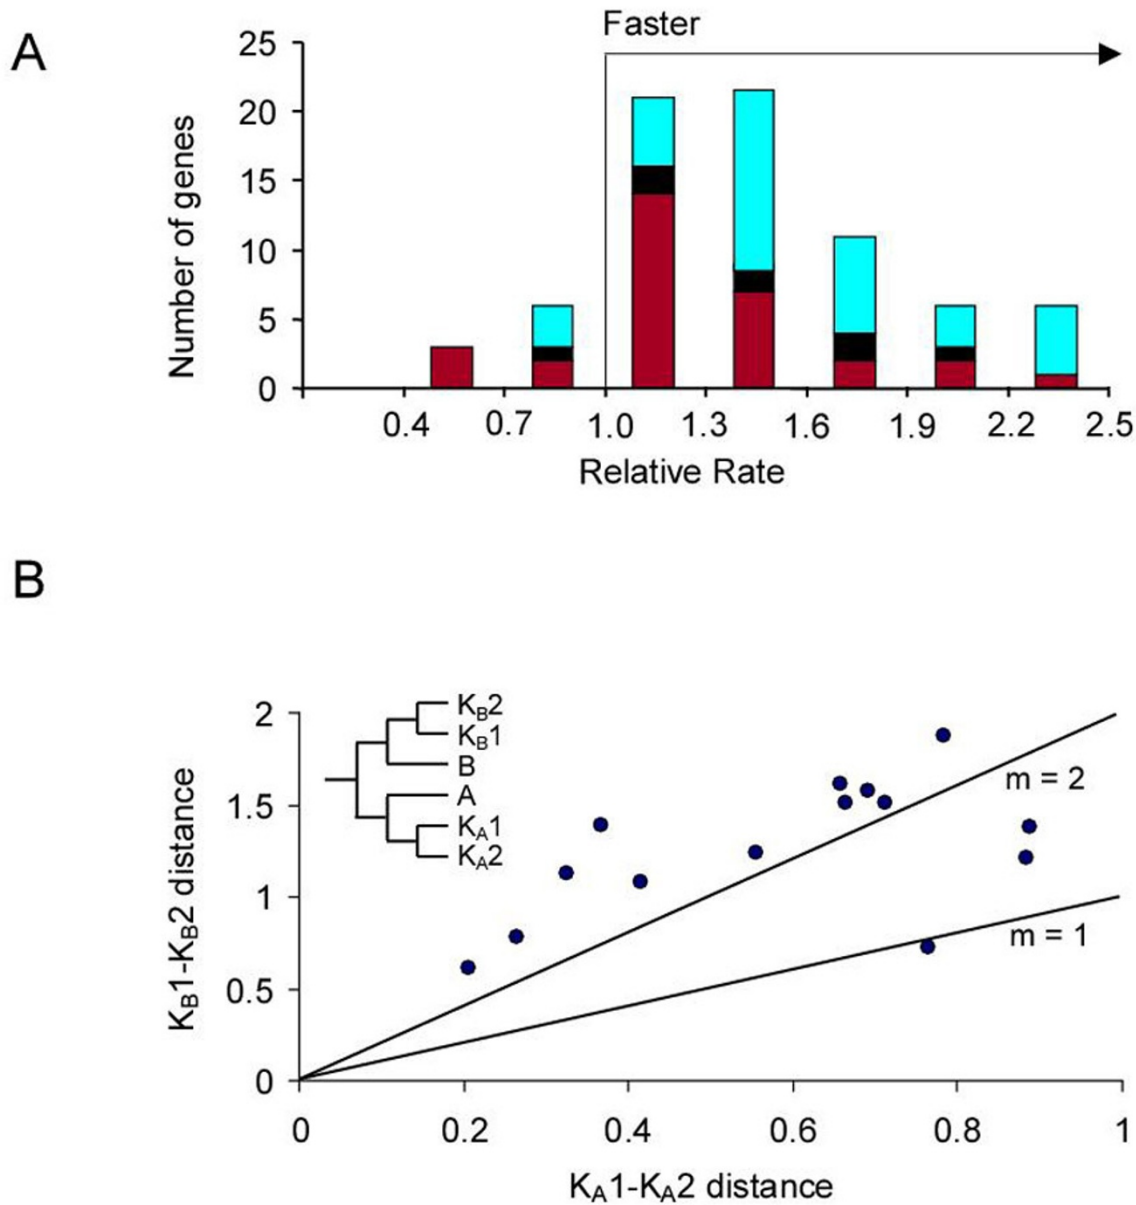 A
Faster
25
20
15
10
5
0
Number of genes
0.4 0.7 1.0 1.3 1.6 1.9 2.2 2.5
Relative Rate
B
2
1.5
1
0.5
0
KB1-KB2 distance
KB2
KB1
B
A
KA1
KA2
m = 2
m = 1
0 0.2 0.4 0.6 0.8 1
KA1-KA2 distance